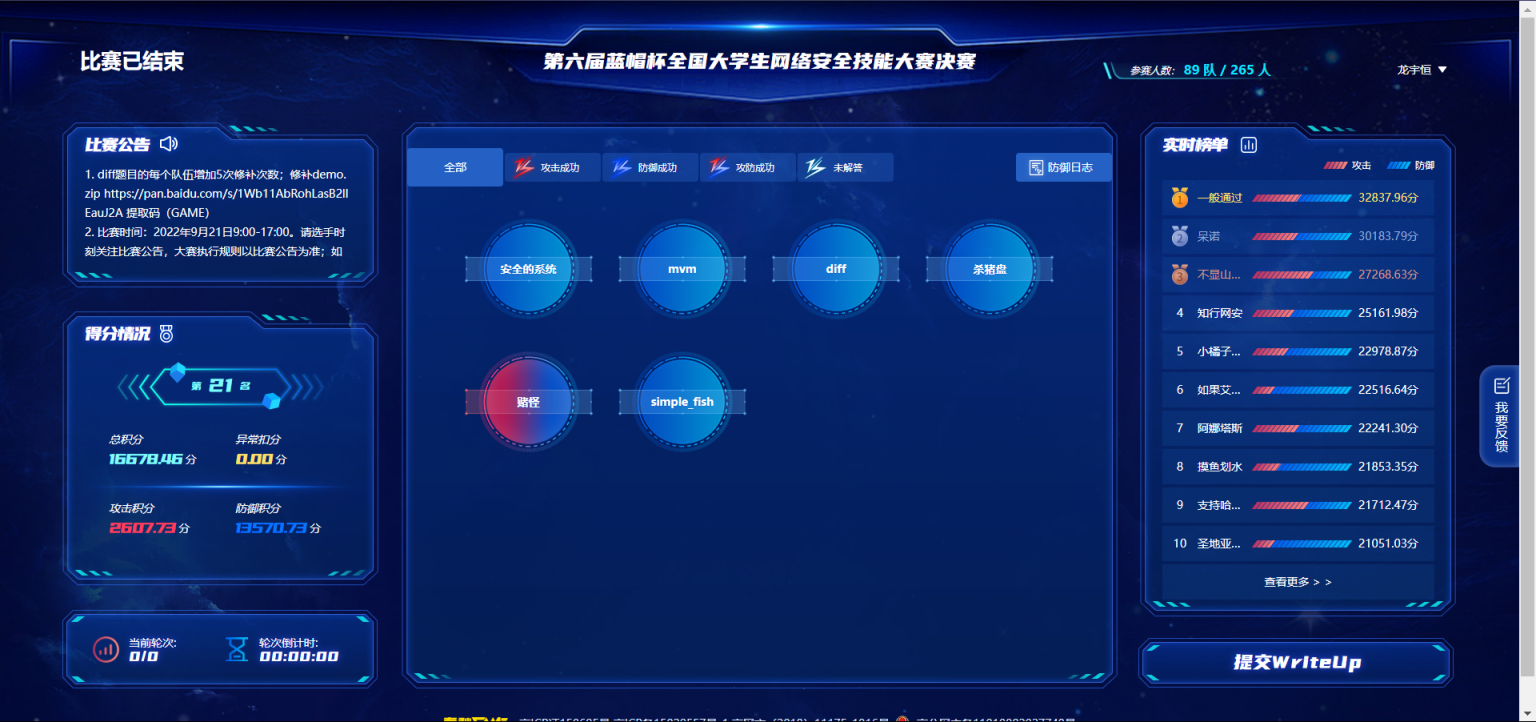 比赛已结束
第六届蓝帽杯全国大学生网络安全技能大赛决赛
参赛人数: 89 队 / 265 人
龙宇恒
比赛公告
1. diff题目的每个队伍增加5次修补次数；修补demo.
zip https://pan.baidu.com/s/1Wb11AbRohLasB2lI
EauJ2A 提取码（GAME）
2. 比赛时间：2022年9月21日9:00-17:00。请选手时
刻关注比赛公告，大赛执行规则以比赛公告为准；如
得分情况
第 21 名
总积分
异常扣分
16678.46 分
0.00 分
攻击积分
防御积分
2607.73 分
13570.73 分
当前轮次:
0/0
轮次倒计时:
00:00:00
全部
攻击成功
防御成功
攻防成功
未解答
防御日志
安全的系统
mvm
diff
杀猪盘
赌怪
simple_fish
实时榜单
攻击
防御
1 一般通过 32837.96分
2 呆诺 30183.79分
3 不显山... 27268.63分
4 知行网安 25161.98分
5 小橘子... 22978.87分
6 如果艾... 22516.64分
7 阿娜塔斯 22241.30分
8 摸鱼划水 21853.35分
9 支持哈... 21712.47分
10 圣地亚... 21051.03分
查看更多 > >
提交WriteUp
我要反馈